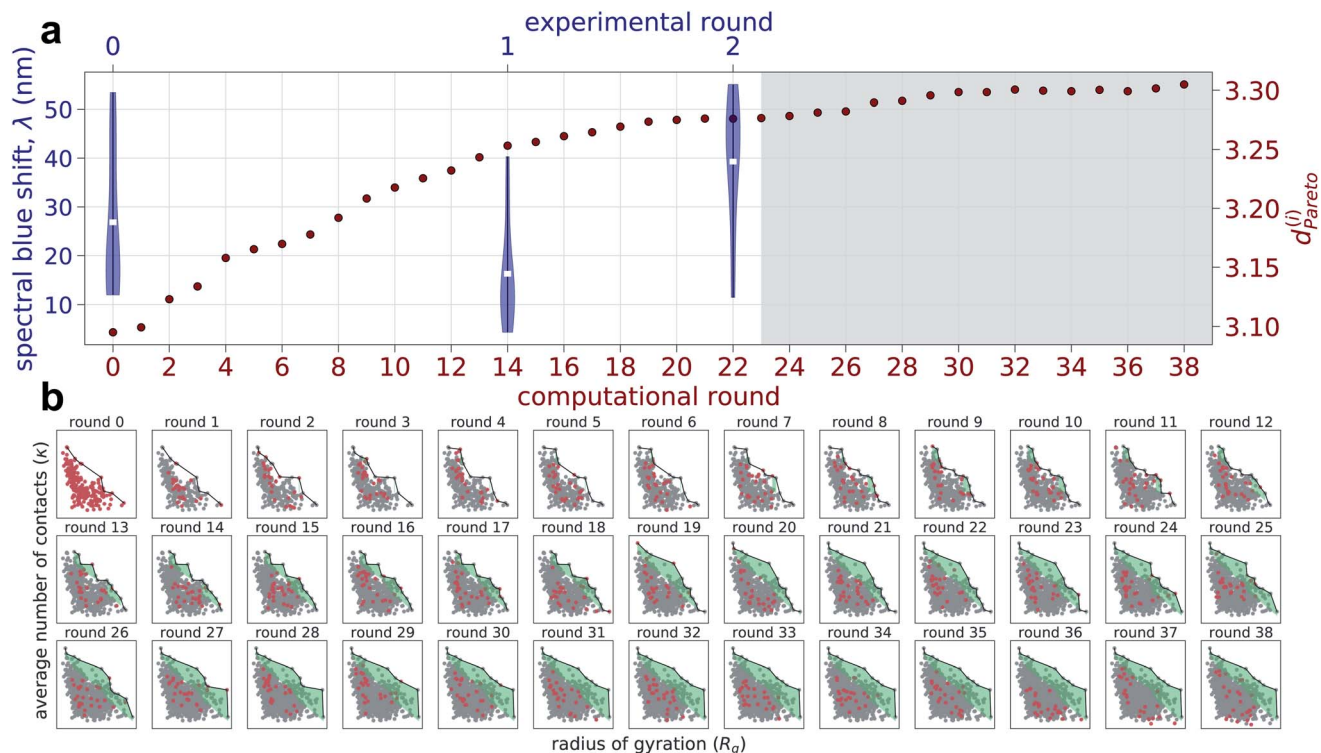 a
experimental round
0 1 2
spectral blue shift, λ (nm)
50
40
30
20
10
3.30
3.25
3.20
3.15
3.10
d_Pareto^(i)
0 2 4 6 8 10 12 14 16 18 20 22 24 26 28 30 32 34 36 38
computational round
b
average number of contacts (κ)
round 0 round 1 round 2 round 3 round 4 round 5 round 6 round 7 round 8 round 9 round 10 round 11 round 12
round 13 round 14 round 15 round 16 round 17 round 18 round 19 round 20 round 21 round 22 round 23 round 24 round 25
round 26 round 27 round 28 round 29 round 30 round 31 round 32 round 33 round 34 round 35 round 36 round 37 round 38
radius of gyration (R_g)